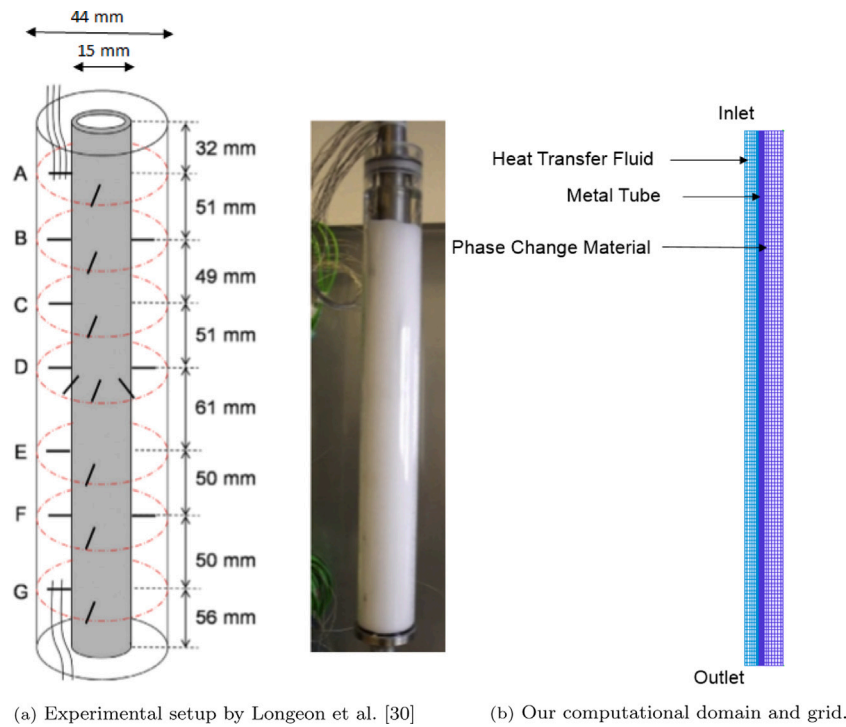 44 mm
15 mm
A
B
C
D
E
F
G
32 mm
51 mm
49 mm
51 mm
61 mm
50 mm
50 mm
56 mm
Inlet
Heat Transfer Fluid
Metal Tube
Phase Change Material
Outlet
(a) Experimental setup by Longeon et al. [30]
(b) Our computational domain and grid.